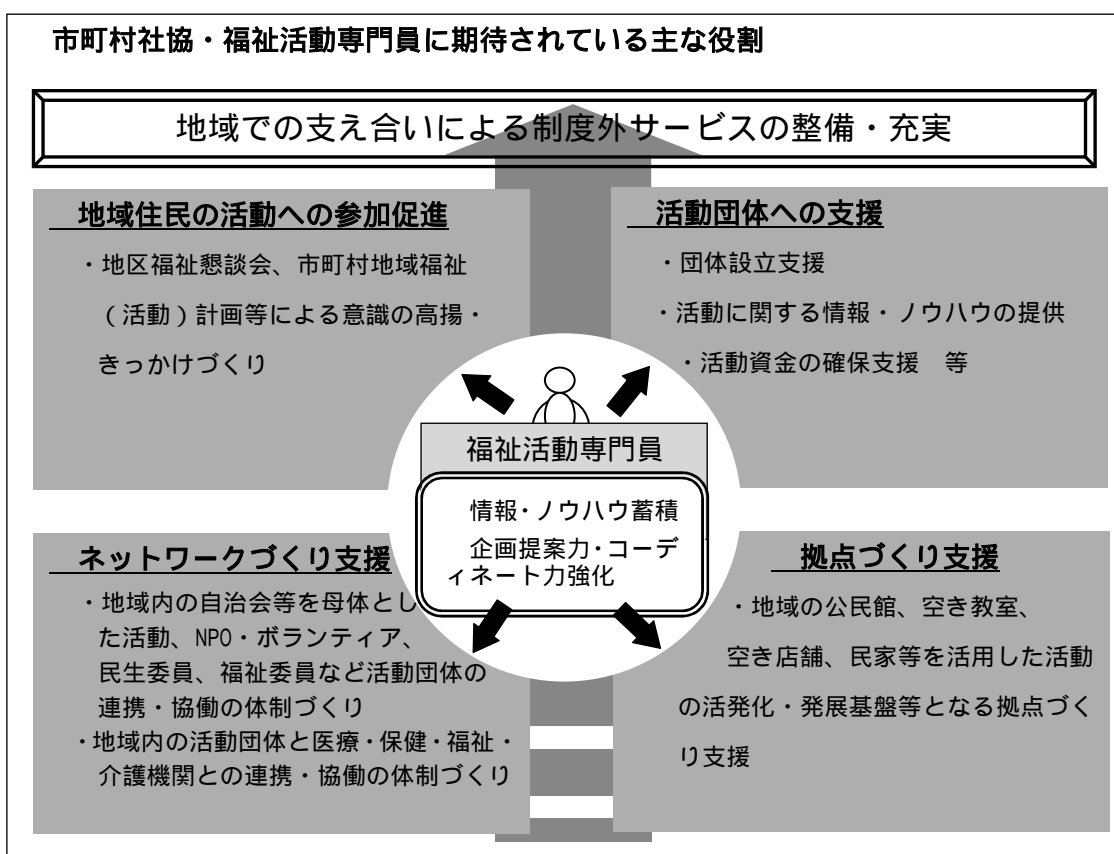 市町村社協・福祉活動専門員に期待されている主な役割
地域での支え合いによる制度外サービスの整備・充実
地域住民の活動への参加促進
・地区福祉懇談会、市町村地域福祉
（活動）計画等による意識の高揚・
きっかけづくり
活動団体への支援
・団体設立支援
・活動に関する情報・ノウハウの提供
・活動資金の確保支援　等
福祉活動専門員
情報・ノウハウ蓄積
企画提案力・コーデ
ィネート力強化
ネットワークづくり支援
・地域内の自治会等を母体とし
た活動、NPO・ボランティア、
民生委員、福祉委員など活動団体の
連携・協働の体制づくり
・地域内の活動団体と医療・保健・福祉・
介護機関との連携・協働の体制づくり
拠点づくり支援
・地域の公民館、空き教室、
空き店舗、民家等を活用した活動
の活発化・発展基盤等となる拠点づく
り支援